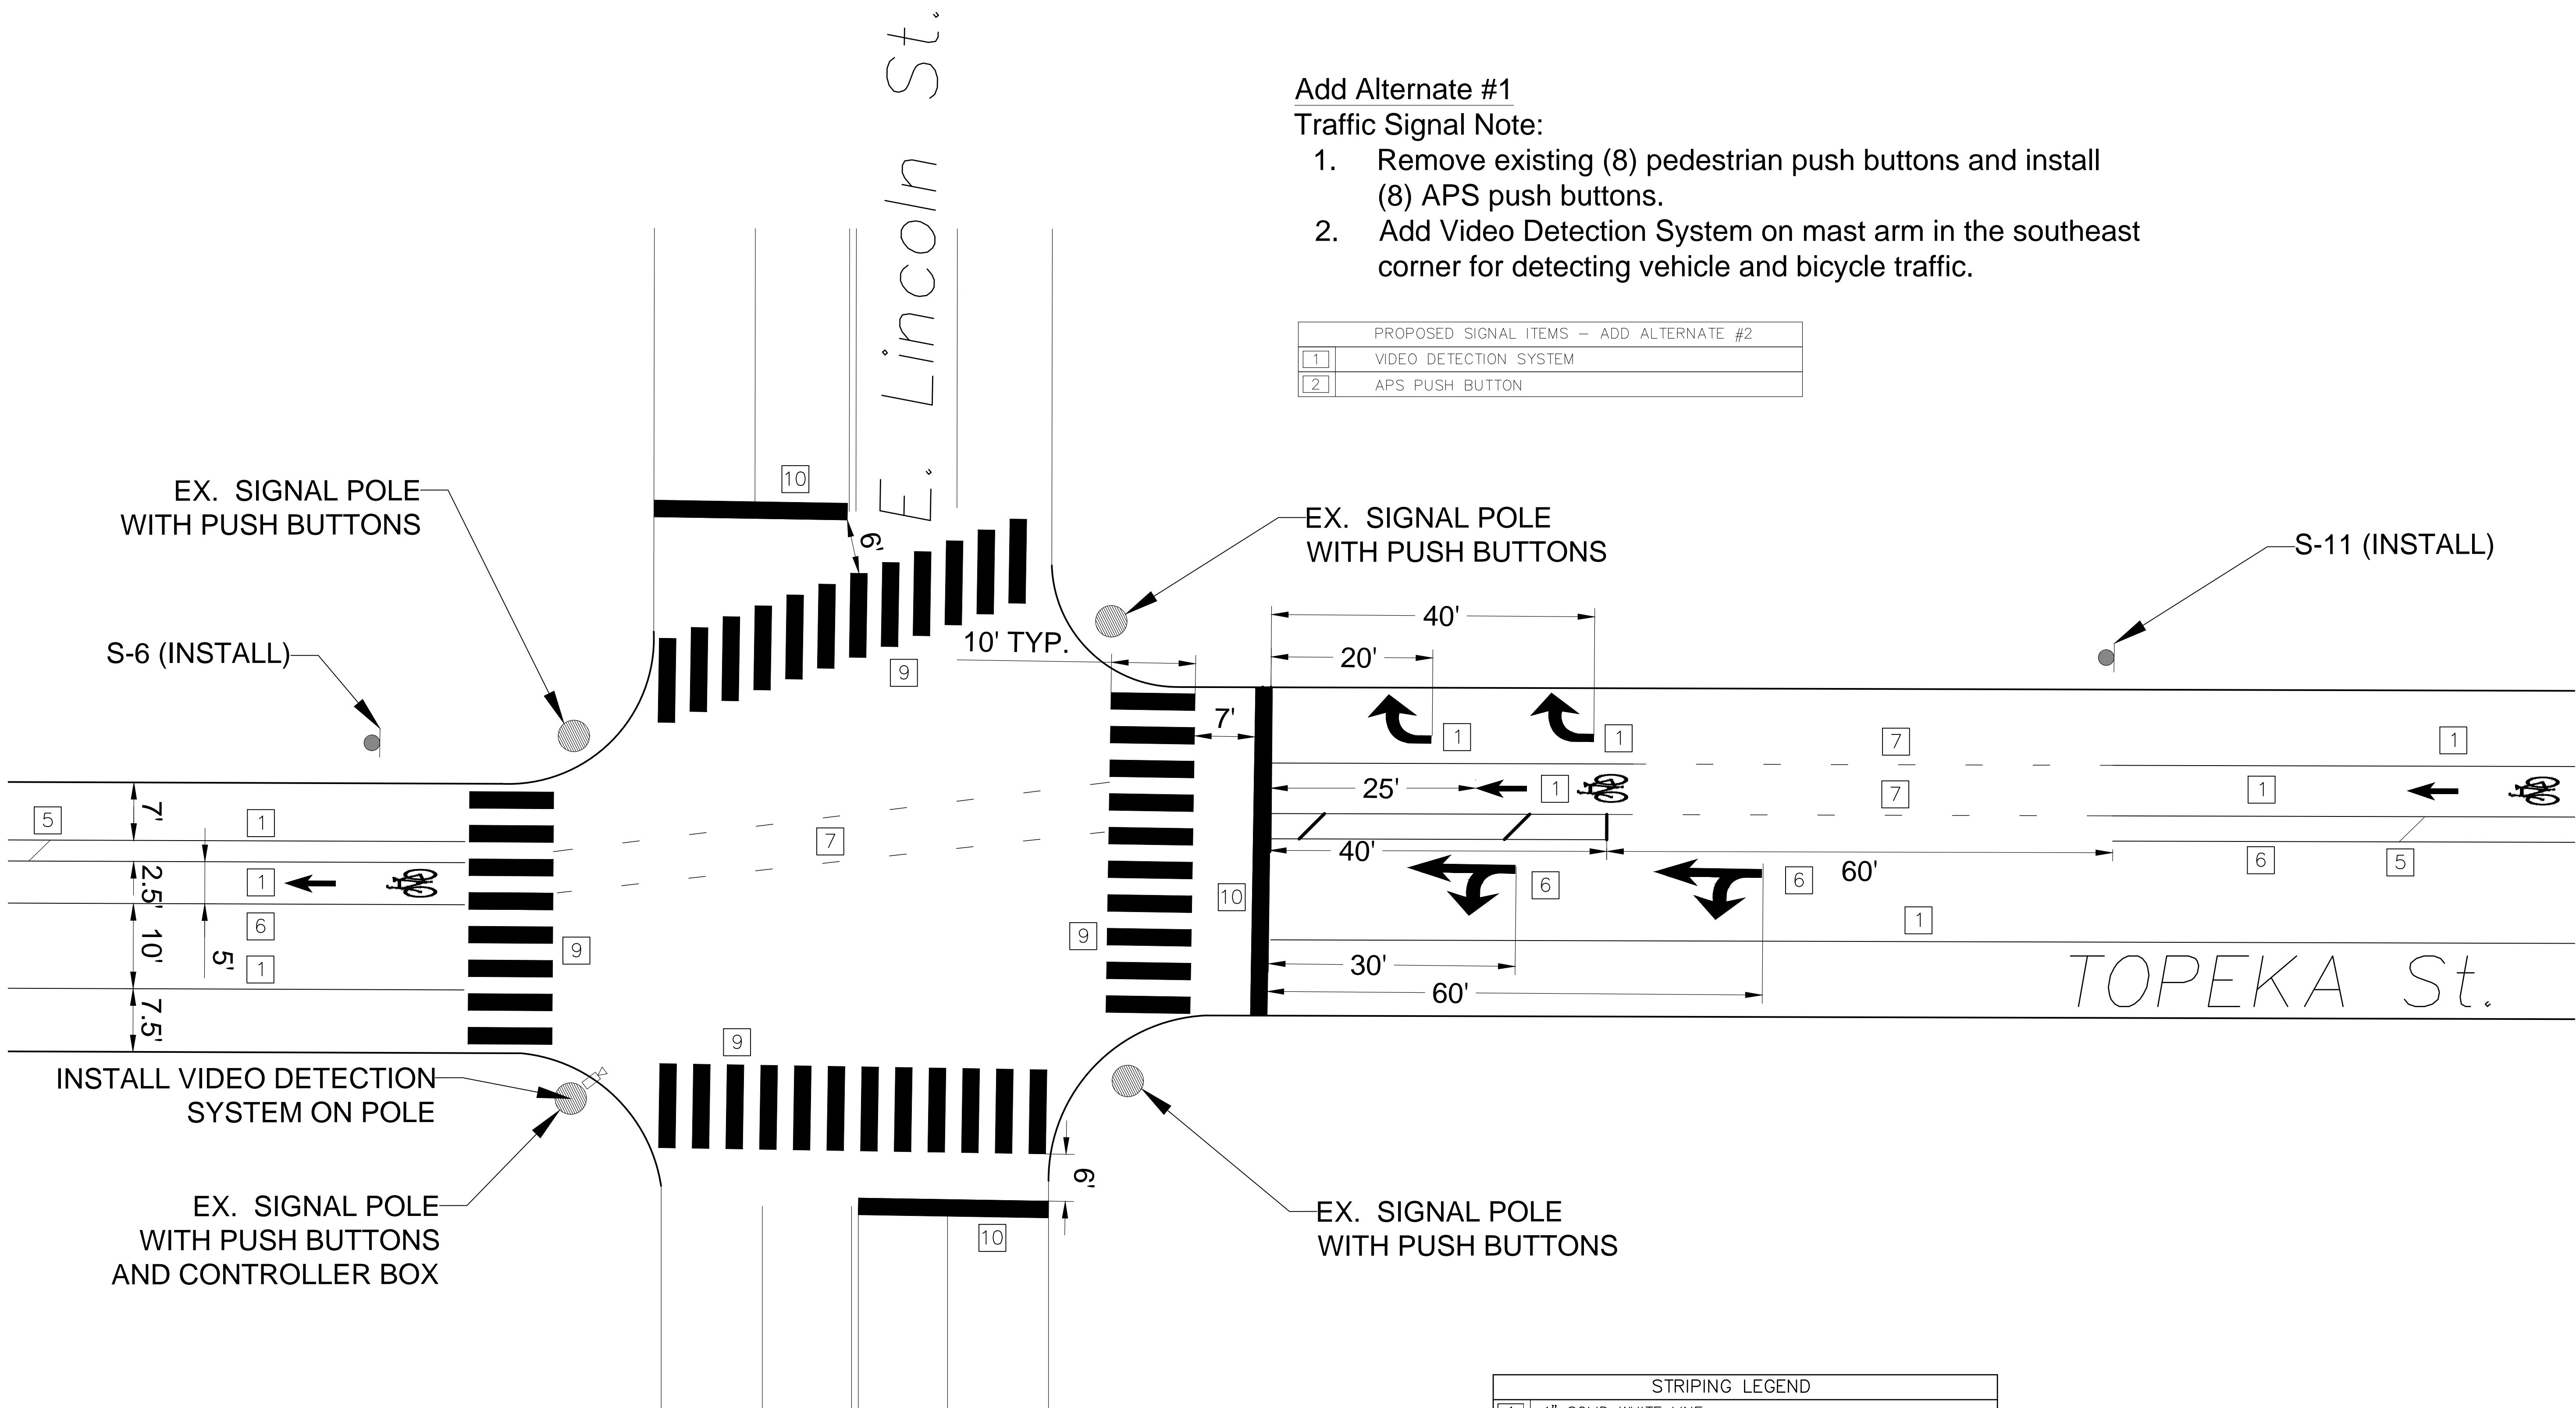 E. Lincoln St.
Add Alternate #1
Traffic Signal Note:
1. Remove existing (8) pedestrian push buttons and install
(8) APS push buttons.
2. Add Video Detection System on mast arm in the southeast
corner for detecting vehicle and bicycle traffic.
PROPOSED SIGNAL ITEMS – ADD ALTERNATE #2
1 VIDEO DETECTION SYSTEM
2 APS PUSH BUTTON
EX. SIGNAL POLE
WITH PUSH BUTTONS
10
6'
EX. SIGNAL POLE
WITH PUSH BUTTONS
S-11 (INSTALL)
S-6 (INSTALL)
10' TYP.
9
40'
20'
7'
1
1
7
1
25'
1
7
1
5
7'
1
7
40'
60'
2.5'
1
10
6
6
6
5
6
9
9
1
10'
5'
1
30'
60'
7.5'
TOPEKA St.
9
INSTALL VIDEO DETECTION
SYSTEM ON POLE
6'
EX. SIGNAL POLE
WITH PUSH BUTTONS
AND CONTROLLER BOX
10
EX. SIGNAL POLE
WITH PUSH BUTTONS
STRIPING LEGEND